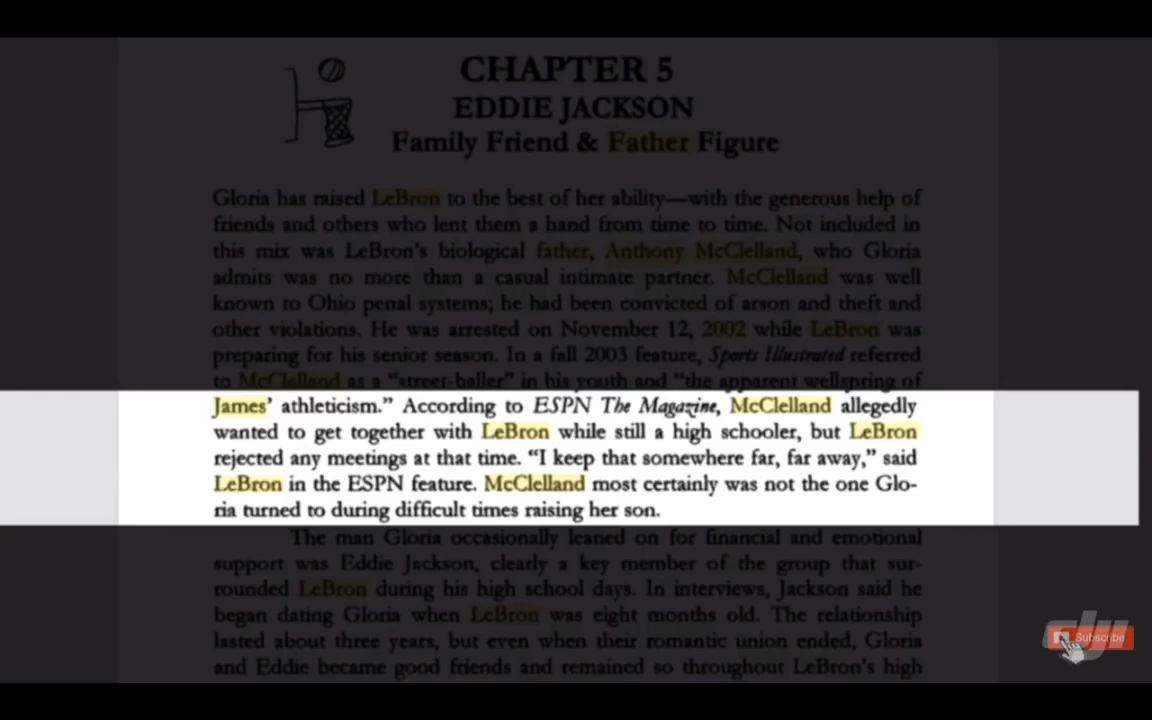 CHAPTER 5
EDDIE JACKSON
Family Friend & Father Figure
Gloria has raised LeBron to the best of her ability—with the generous help of
friends and others who lent them a hand from time to time. Not included in
this mix was LeBron's biological father, Anthony McClelland, who Gloria
admits was no more than a casual intimate partner. McClelland was well
known to Ohio penal systems; he had been convicted of arson and theft and
other violations. He was arrested on November 12, 2002 while LeBron was
preparing for his senior season. In a fall 2003 feature, Sports Illustrated referred
to McClelland as a "street-baller" in his youth and "the apparent wellspring of
James' athleticism." According to ESPN The Magazine, McClelland allegedly
wanted to get together with LeBron while still a high schooler, but LeBron
rejected any meetings at that time. "I keep that somewhere far, far away," said
LeBron in the ESPN feature. McClelland most certainly was not the one Glo-
ria turned to during difficult times raising her son.
The man Gloria occasionally leaned on for financial and emotional
support was Eddie Jackson, clearly a key member of the group that sur-
rounded LeBron during his high school days. In interviews, Jackson said he
began dating Gloria when LeBron was eight months old. The relationship
lasted about three years, but even when their romantic union ended, Gloria
and Eddie became good friends and remained so throughout LeBron's high
dji
Subscribe